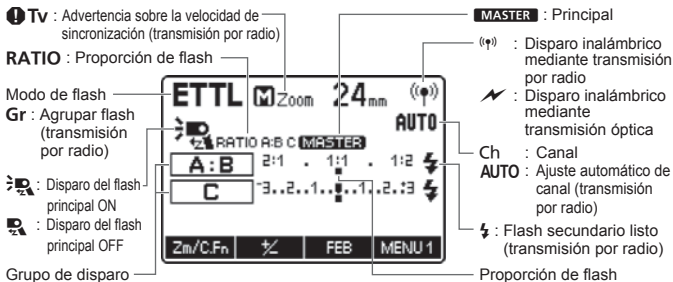 Tv : Advertencia sobre la velocidad de
sincronización (transmisión por radio)
RATIO : Proporción de flash
Modo de flash
Gr : Agrupar flash
(transmisión
por radio)
: Disparo del flash
principal ON
: Disparo del flash
principal OFF
Grupo de disparo
ETTL M Zoom 24mm
AUTO
RATIO A:B C MASTER
A:B 2:1 . 1:1 . 1:2
C -3..2..1..■..1..2..:3
Zm/C.Fn +/- FEB MENU 1
MASTER : Principal
: Disparo inalámbrico
mediante transmisión
por radio
: Disparo inalámbrico
mediante
transmisión óptica
Ch : Canal
AUTO : Ajuste automático de
canal (transmisión
por radio)
: Flash secundario listo
(transmisión por radio)
Proporción de flash